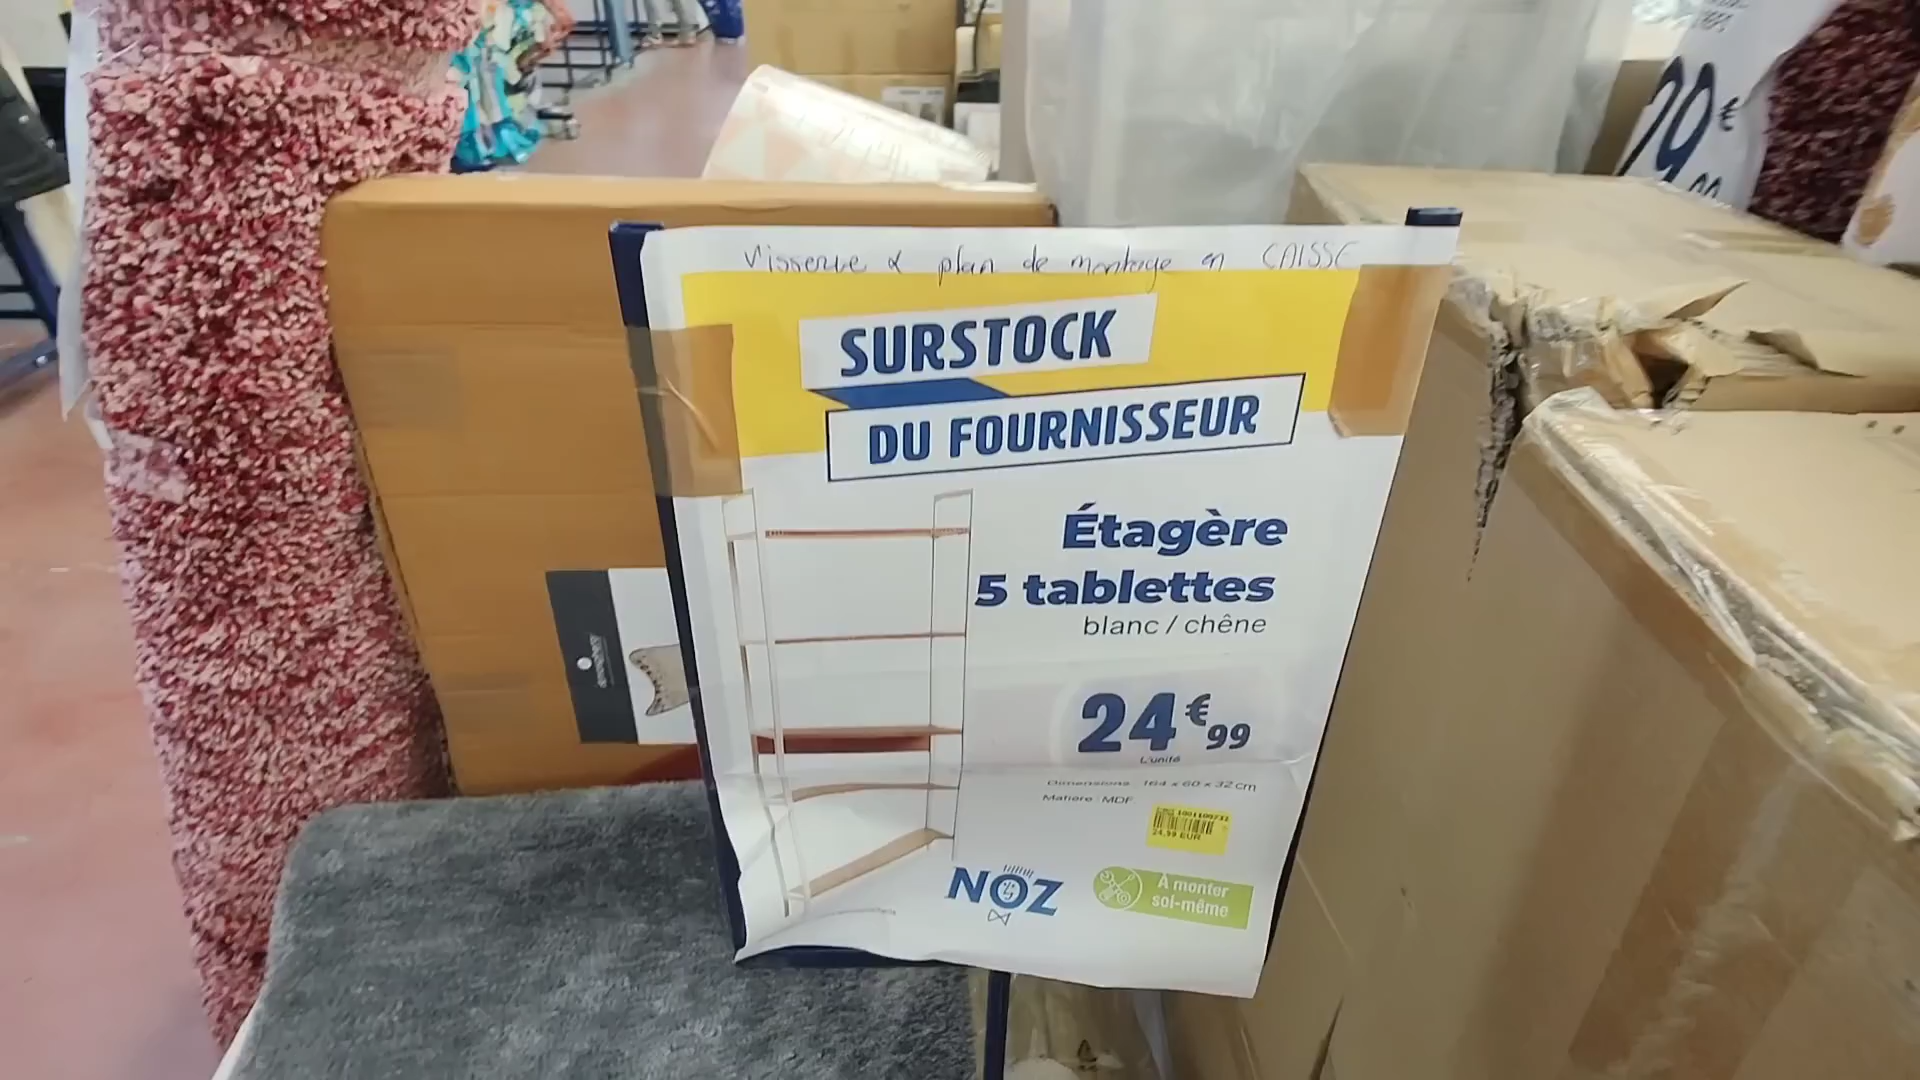 Visserie & plan de montage en CAISSE
SURSTOCK
DU FOURNISSEUR
Étagère
5 tablettes
blanc / chêne
24€99
L'unité
Dimensions : 164 x 60 x 32 cm
Matière : MDF
24,99 EUR
NOZ
À monter
soi-même
29€